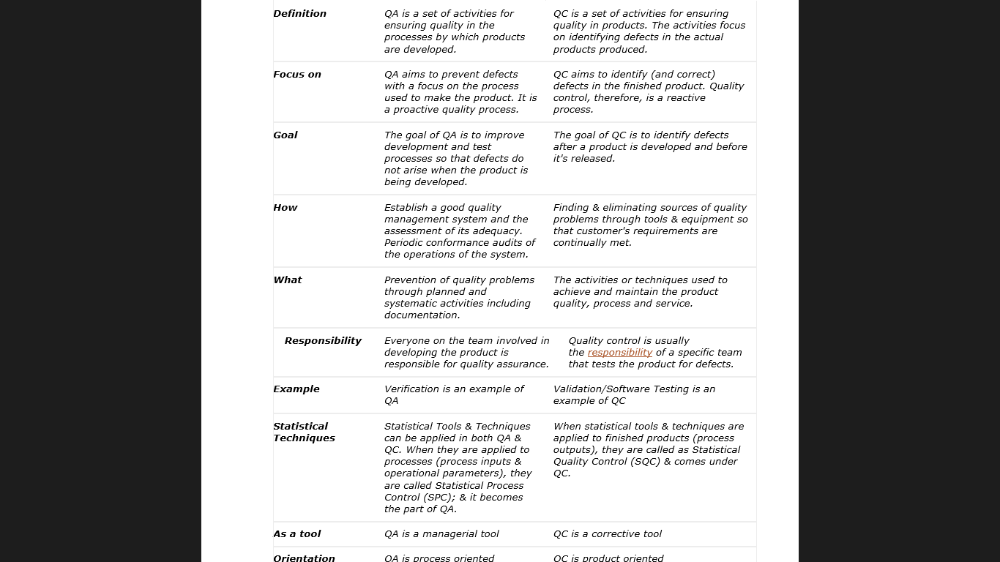 Definition
QA is a set of activities for
ensuring quality in the
processes by which products
are developed.
QC is a set of activities for ensuring
quality in products. The activities focus
on identifying defects in the actual
products produced.
Focus on
QA aims to prevent defects
with a focus on the process
used to make the product. It is
a proactive quality process.
QC aims to identify (and correct)
defects in the finished product. Quality
control, therefore, is a reactive
process.
Goal
The goal of QA is to improve
development and test
processes so that defects do
not arise when the product is
being developed.
The goal of QC is to identify defects
after a product is developed and before
it's released.
How
Establish a good quality
management system and the
assessment of its adequacy.
Periodic conformance audits of
the operations of the system.
Finding & eliminating sources of quality
problems through tools & equipment so
that customer's requirements are
continually met.
What
Prevention of quality problems
through planned and
systematic activities including
documentation.
The activities or techniques used to
achieve and maintain the product
quality, process and service.
Responsibility
Everyone on the team involved in
developing the product is
responsible for quality assurance.
Quality control is usually
the responsibility of a specific team
that tests the product for defects.
Example
Verification is an example of
QA
Validation/Software Testing is an
example of QC
Statistical
Techniques
Statistical Tools & Techniques
can be applied in both QA &
QC. When they are applied to
processes (process inputs &
operational parameters), they
are called Statistical Process
Control (SPC); & it becomes
the part of QA.
When statistical tools & techniques are
applied to finished products (process
outputs), they are called as Statistical
Quality Control (SQC) & comes under
QC.
As a tool
QA is a managerial tool
QC is a corrective tool
Orientation
QA is process oriented
QC is product oriented